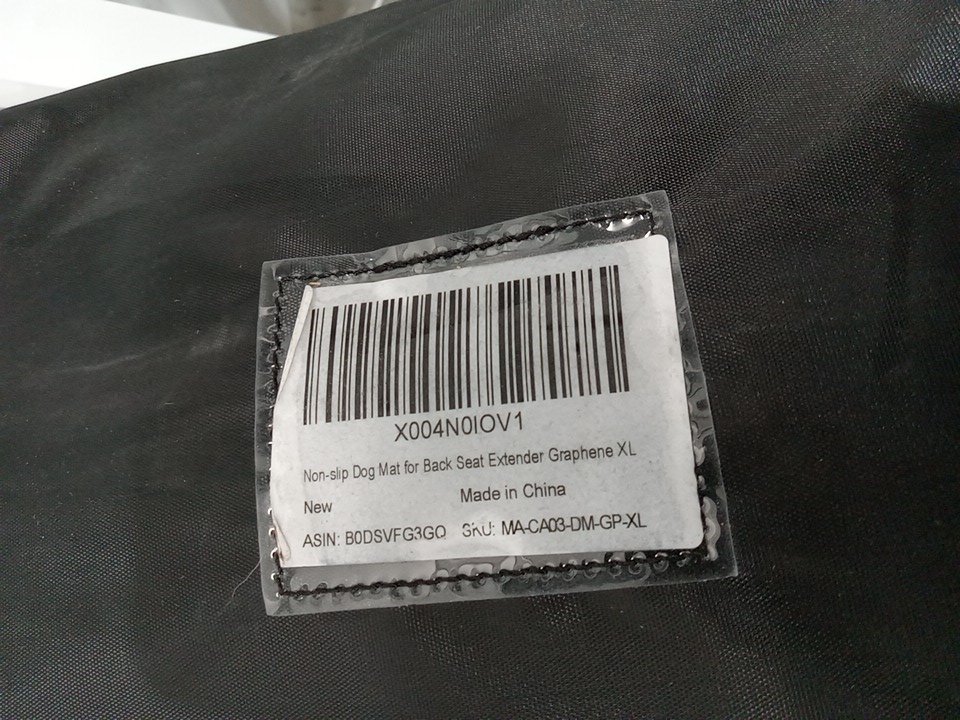 X004N0IOV1
Non-slip Dog Mat for Back Seat Extender Graphene XL
New
Made in China
ASIN: B0DSVFG3GQ SKU: MA-CA03-DM-GP-XL